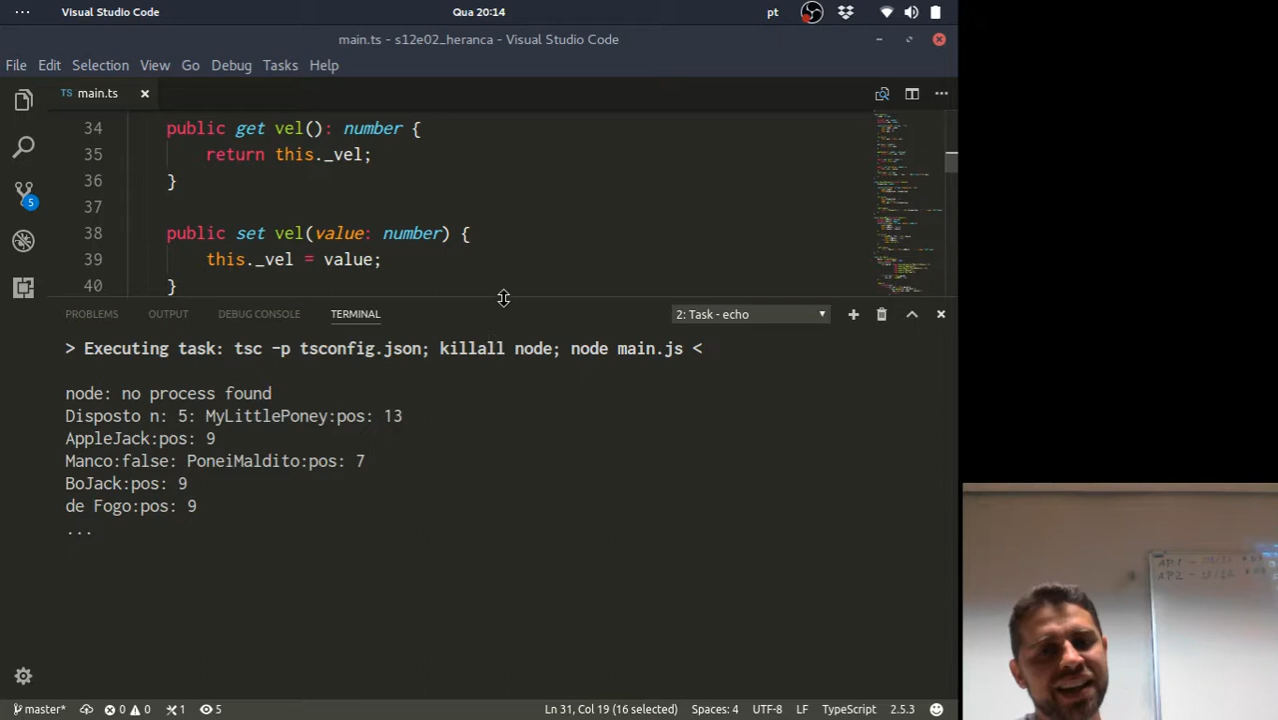 Visual Studio Code
Qua 20:14
pt
main.ts - s12e02_heranca - Visual Studio Code
File Edit Selection View Go Debug Tasks Help
TS main.ts
34 public get vel(): number {
35 return this._vel;
36 }
37
38 public set vel(value: number) {
39 this._vel = value;
40 }
5
PROBLEMS OUTPUT DEBUG CONSOLE TERMINAL 2: Task - echo
> Executing task: tsc -p tsconfig.json; killall node; node main.js <
node: no process found
Disposto n: 5: MyLittlePoney:pos: 13
AppleJack:pos: 9
Manco:false: PoneiMaldito:pos: 7
BoJack:pos: 9
de Fogo:pos: 9
...
AP1 -
AP2 -
master* 0 0 1 5 Ln 31, Col 19 (16 selected) Spaces: 4 UTF-8 LF TypeScript 2.5.3